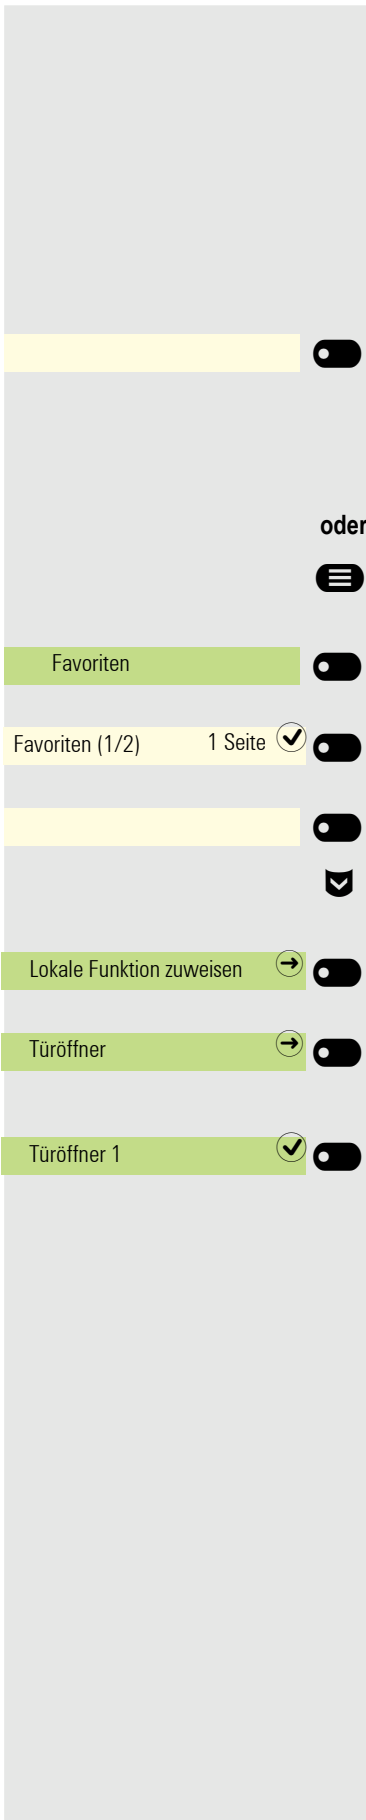 oder
Favoriten
Favoriten (1/2) 1 Seite
Lokale Funktion zuweisen
Türöffner
Türöffner 1